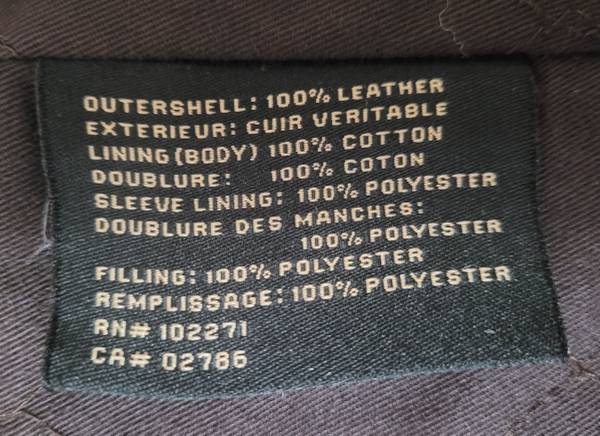 OUTERSHELL: 100% LEATHER
EXTERIEUR: CUIR VERITABLE
LINING (BODY) 100% COTTON
DOUBLURE: 100% COTON
SLEEVE LINING: 100% POLYESTER
DOUBLURE DES MANCHES:
100% POLYESTER
FILLING: 100% POLYESTER
REMPLISSAGE: 100% POLYESTER
RN# 102271
CA# 02786